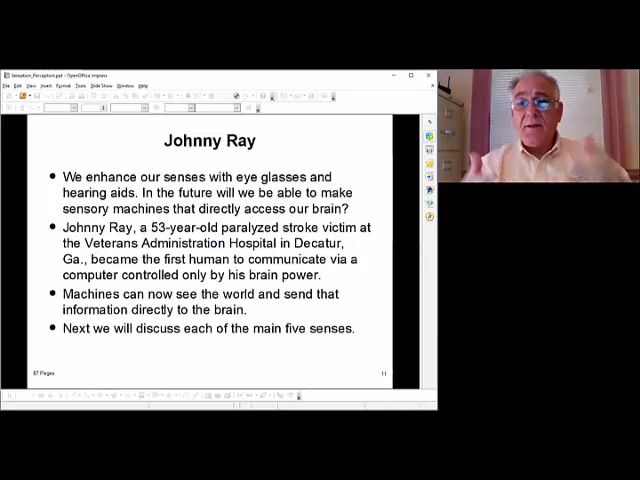 Sensation_Perception.ppt - OpenOffice Impress
File Edit View Insert Format Tools Slide Show Window Help
Johnny Ray
• We enhance our senses with eye glasses and
hearing aids. In the future will we be able to make
sensory machines that directly access our brain?
• Johnny Ray, a 53-year-old paralyzed stroke victim at
the Veterans Administration Hospital in Decatur,
Ga., became the first human to communicate via a
computer controlled only by his brain power.
• Machines can now see the world and send that
information directly to the brain.
• Next we will discuss each of the main five senses.
87 Pages
11